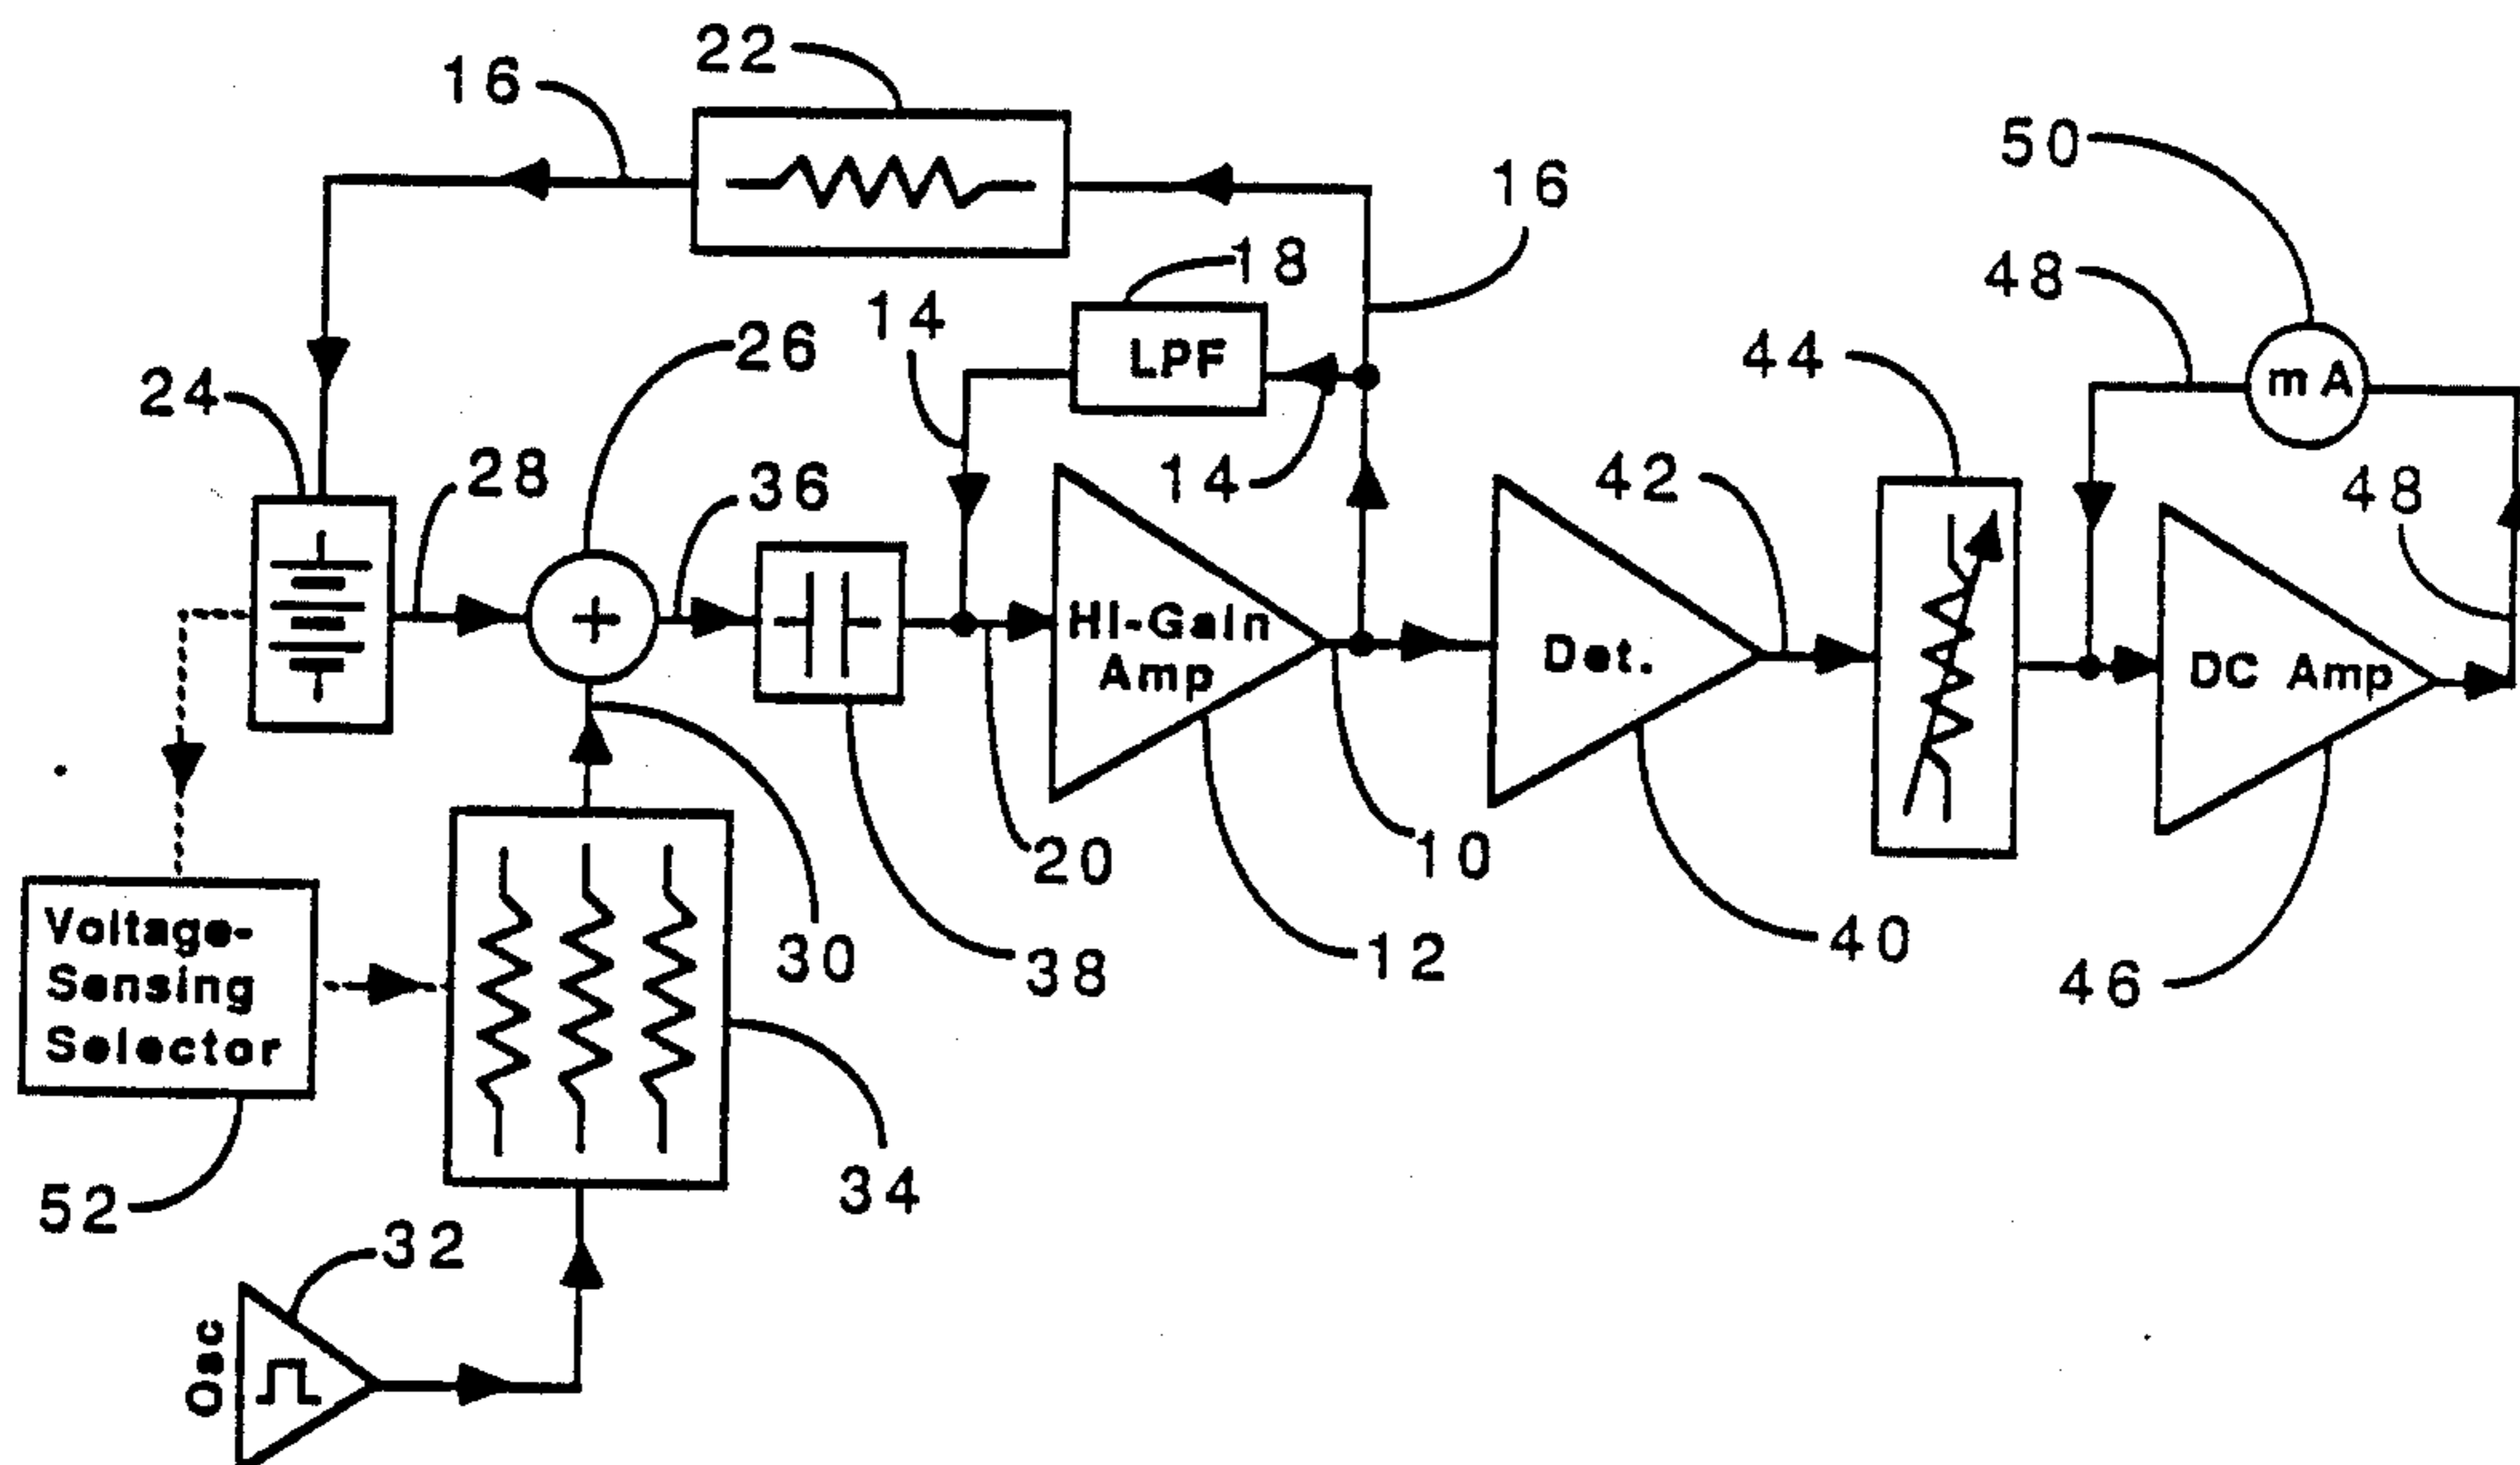 22
16
50
16
18
48
14
26
44
LPF
mA
24
28
36
14
42
48
+
HI-Gain
Amp
Det.
DC Amp
20
10
Voltage-
Sensing
Selector
30
38
12
40
46
34
52
32
Osc